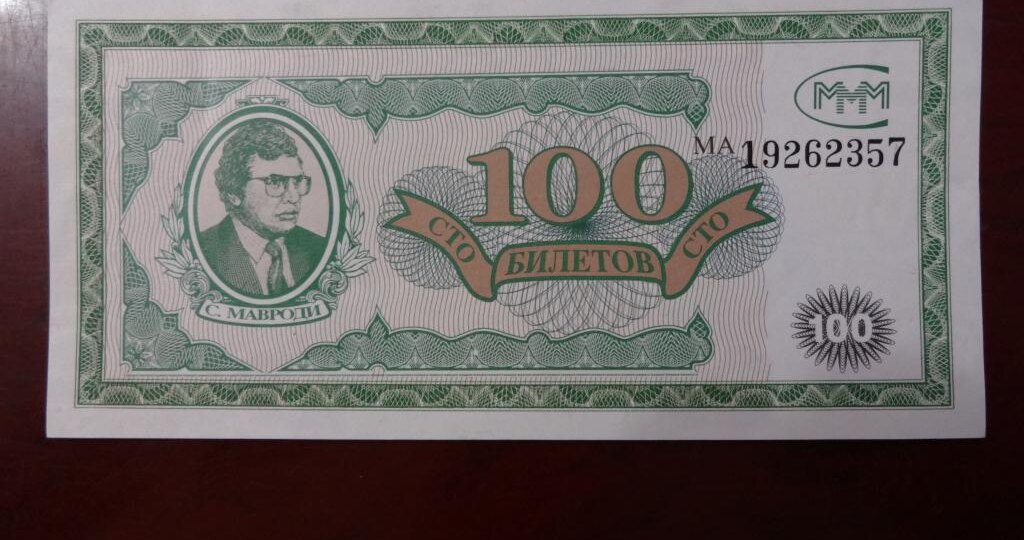 МММ
МА 19262357
100
СТО БИЛЕТОВ СТО
С. МАВРОДИ
100